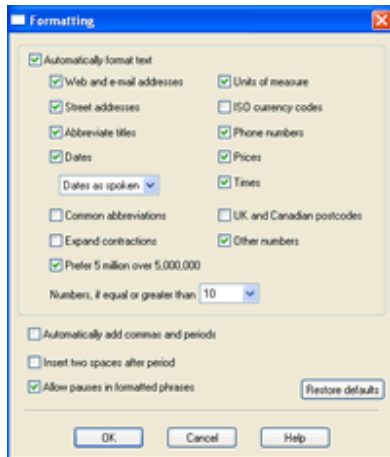 Formatting
Automatically format text
Web and e-mail addresses
Units of measure
Street addresses
ISO currency codes
Abbreviate titles
Phone numbers
Dates
Prices
Dates as spoken
Times
Common abbreviations
UK and Canadian postcodes
Expand contractions
Other numbers
Prefer 5 million over 5,000,000
Numbers, if equal or greater than 10
Automatically add commas and periods
Insert two spaces after period
Allow pauses in formatted phrases
Restore defaults
OK Cancel Help